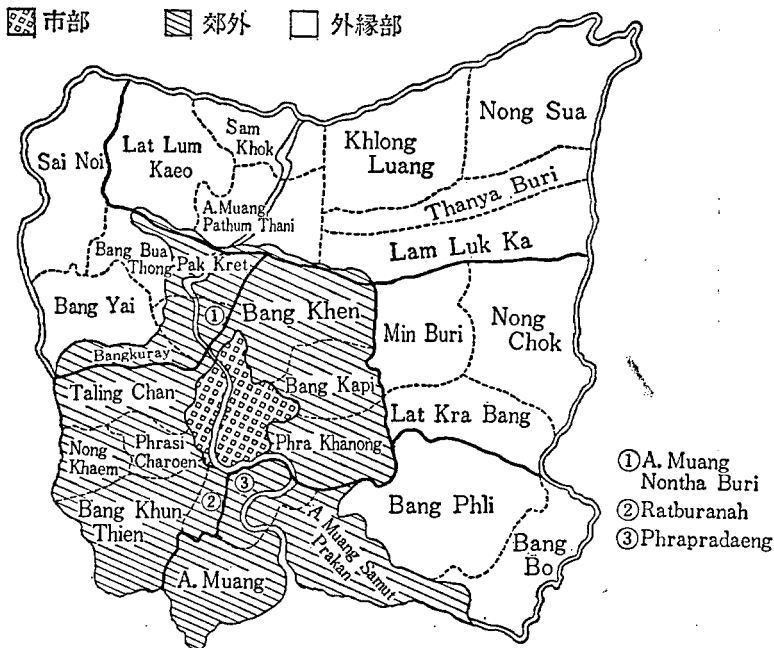 市部 郊外 外縁部
Nong Sua
Sam
Khok
Khlong
Luang
Lat Lum
Kaeo
Sai Noi
A. Muang
Pathum Thani
Thanya Buri
Lam Luk Ka
Bang Bua
Thong
Pak Kret
Bang Yai
①
Bang Khen
Min Buri
Nong
Chok
Bangkuray
Taling Chan
Bang Kapi
Lat Kra Bang
Nong
Khaem
Phrasi
Charoen
Phra Khanong
Bang Khun
Thien
②
③
A. Muang Samut
Prakan
Bang Phli
Bang
Bo
A. Muang
①A. Muang
Nontha Buri
②Ratburanah
③Phrapradaeng